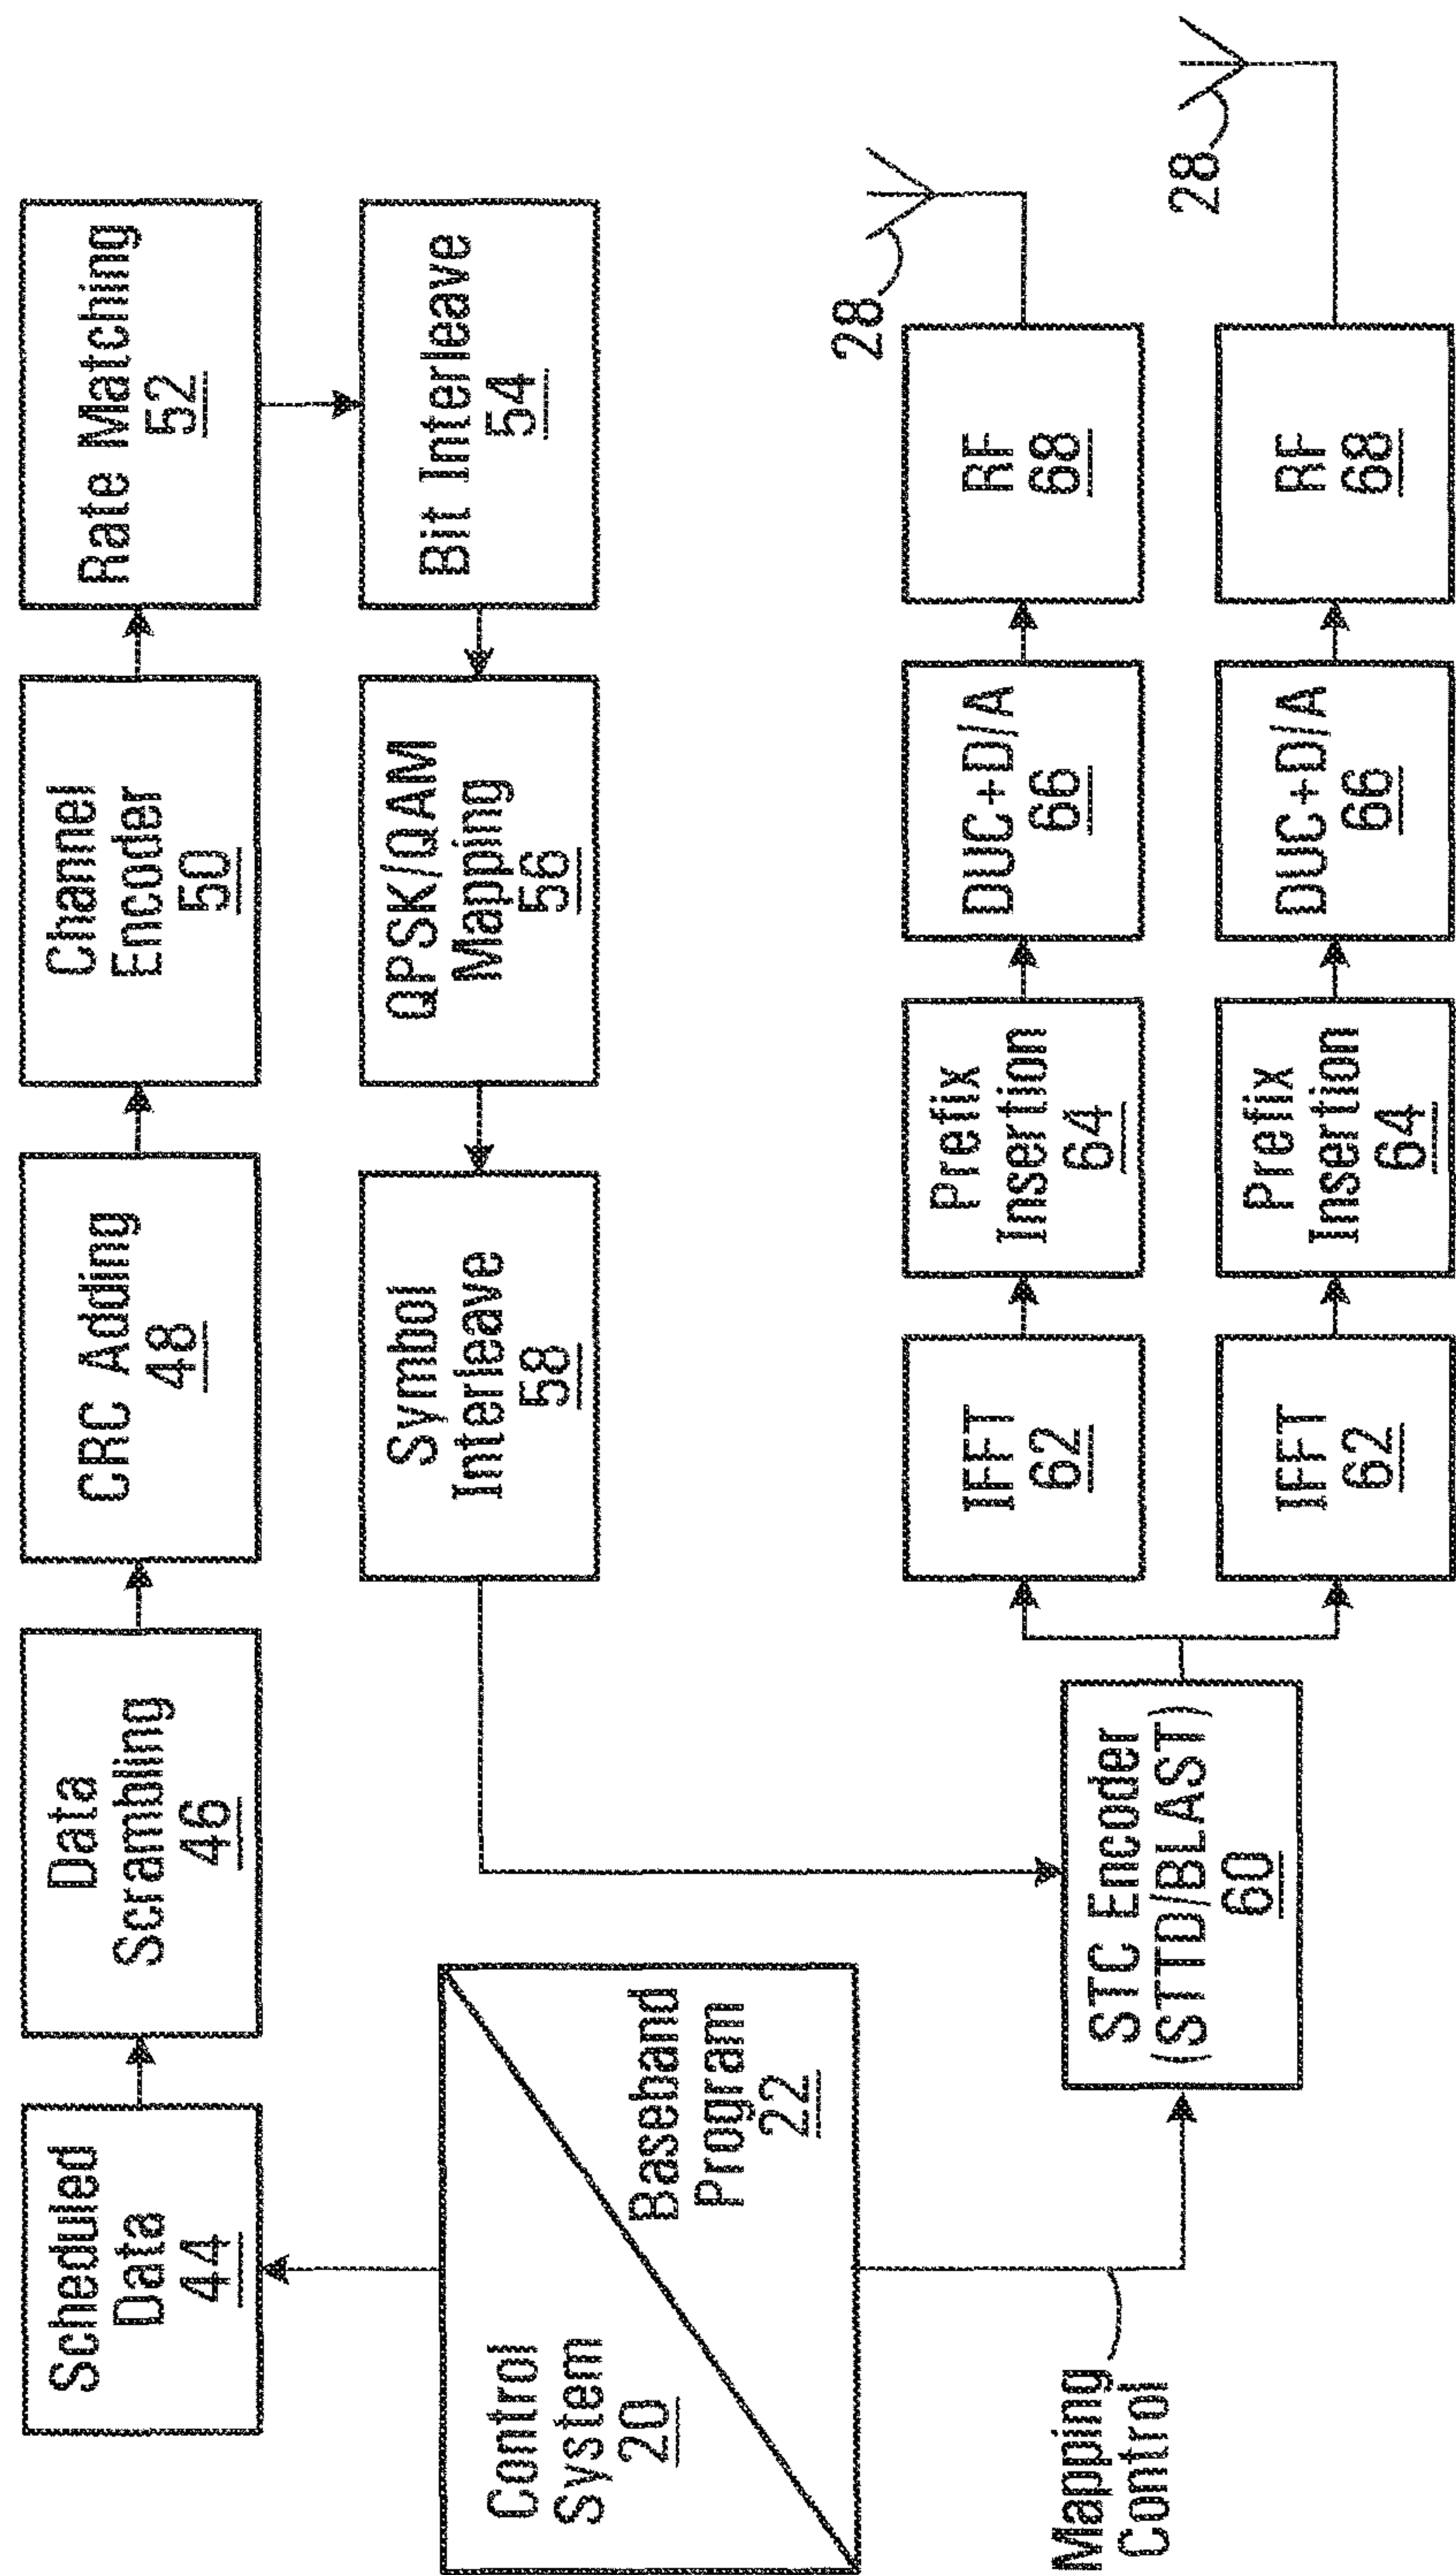 Scheduled
Data
44
Data
Scrambling
46
CRC Adding
48
Channel
Encoder
50
Rate Matching
52
Symbol
Interleave
58
QPSK/QAM
Mapping
56
Bit Interleave
54
Control
System
20
Baseband
Program
22
Mapping
Control
STC Encoder
(STTD/BLAST)
60
IFFT
62
Prefix
Insertion
64
DUC+D/A
66
RF
68
28
IFFT
62
Prefix
Insertion
64
DUC+D/A
66
RF
68
28